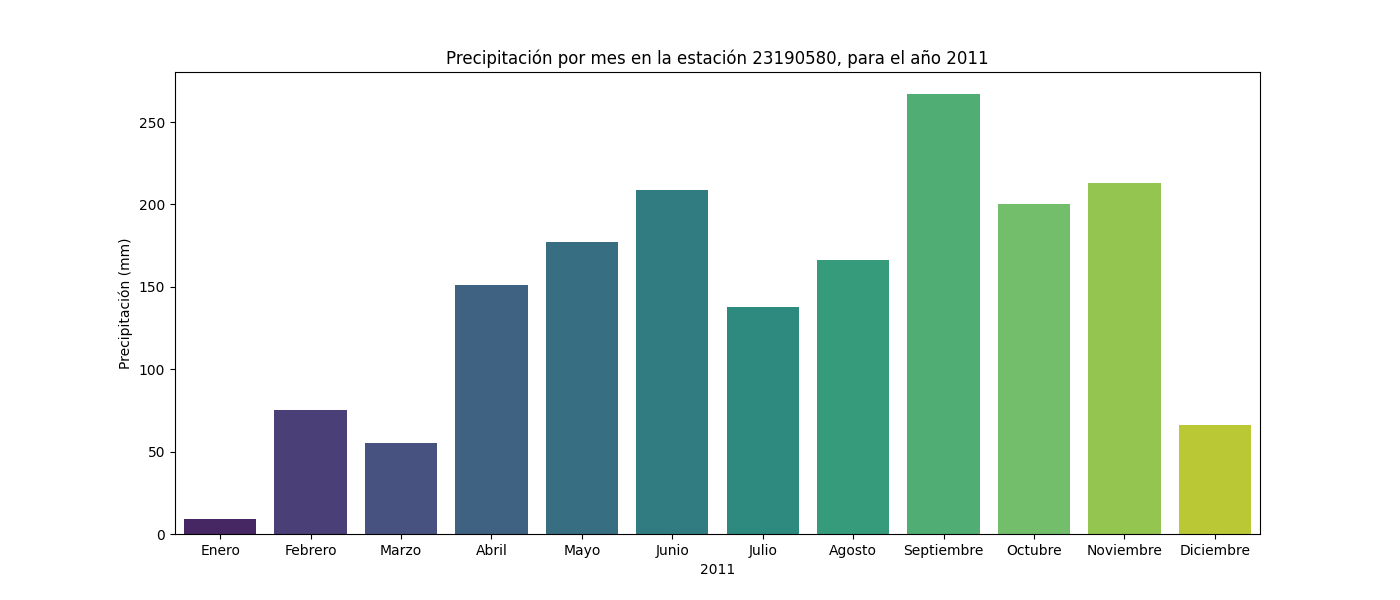 Precipitación por mes en la estación 23190580, para el año 2011
Precipitación (mm)
250
200
150
100
50
0
Enero Febrero Marzo Abril Mayo Junio Julio Agosto Septiembre Octubre Noviembre Diciembre
2011